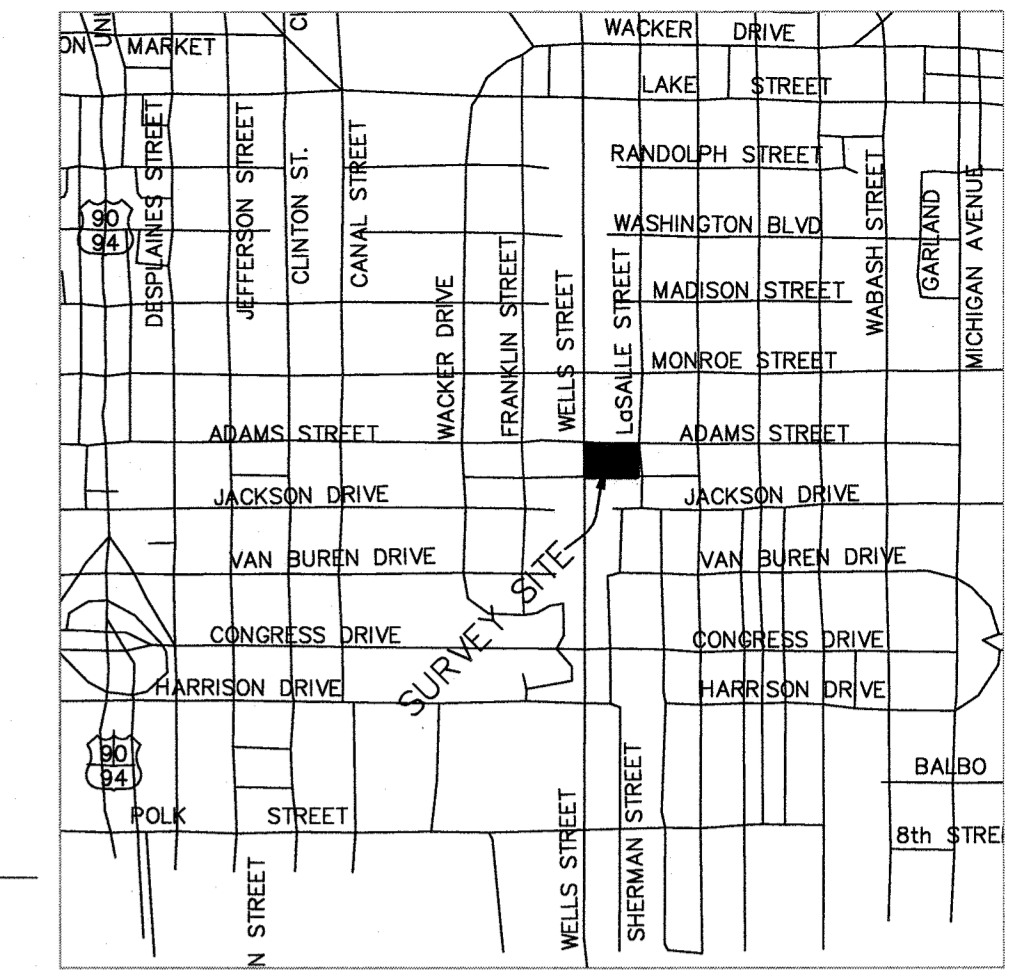 WACKER DRIVE
ON
MARKET
LAKE STREET
RANDOLPH STREET
WASHINGTON BLVD
MADISON STREET
MONROE STREET
DESPLAINES STREET
JEFFERSON STREET
CLINTON ST.
CANAL STREET
WACKER DRIVE
FRANKLIN STREET
WELLS STREET
LaSALLE STREET
WABASH STREET
GARLAND
MICHIGAN AVENUE
90
94
ADAMS STREET
ADAMS STREET
JACKSON DRIVE
JACKSON DRIVE
VAN BUREN DRIVE
VAN BUREN DRIVE
SURVEY SITE
CONGRESS DRIVE
CONGRESS DRIVE
HARRISON DRIVE
HARRISON DRIVE
90
94
BALBO
POLK STREET
8th STRE
N STREET
WELLS STREET
SHERMAN STREET